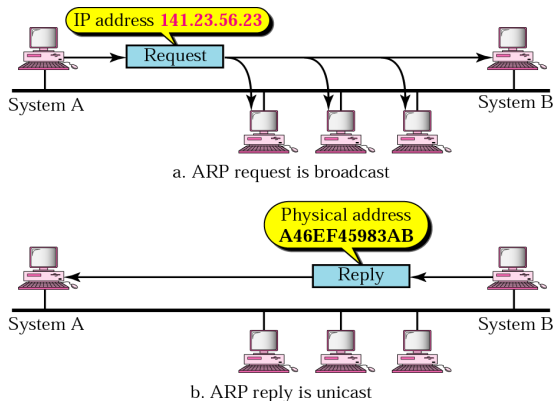 IP address 141.23.56.23
Request
System A
System B
a. ARP request is broadcast
Physical address
A46EF45983AB
Reply
System A
System B
b. ARP reply is unicast